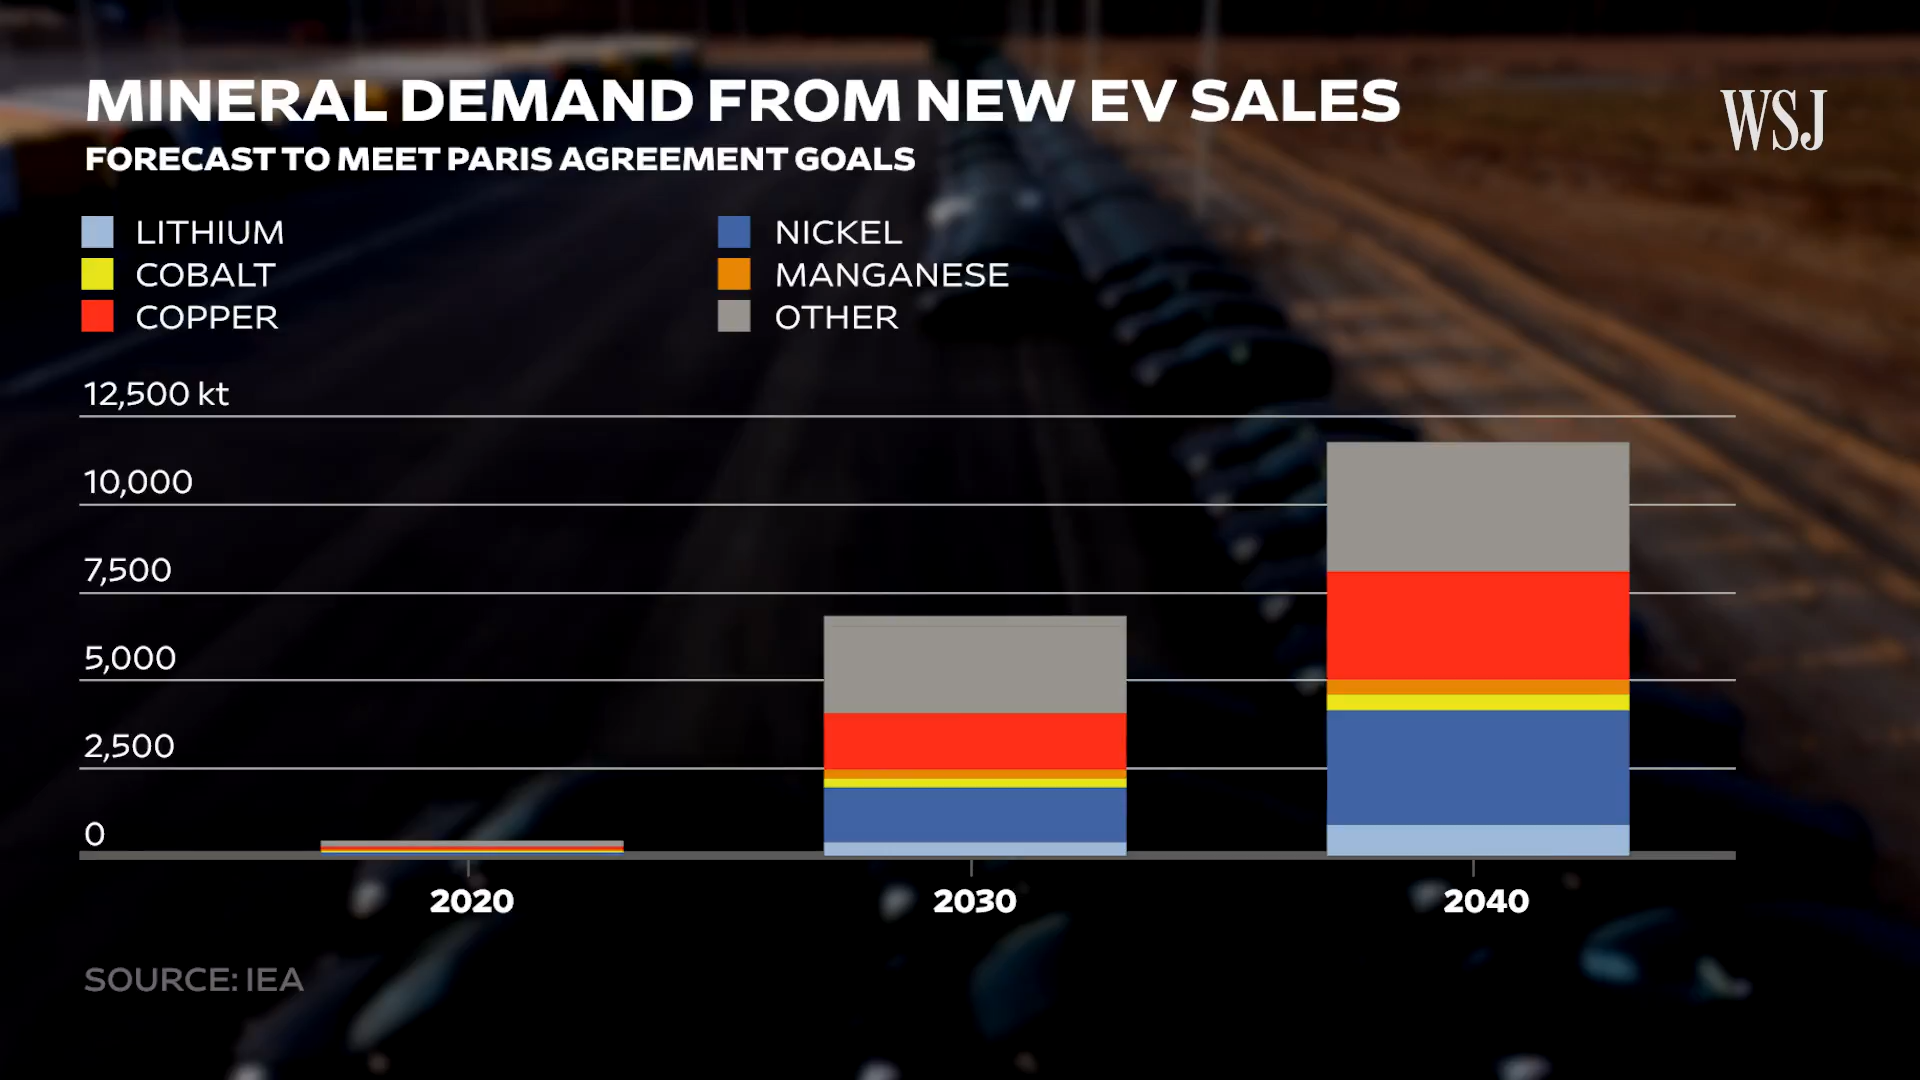 MINERAL DEMAND FROM NEW EV SALES
WSJ
FORECAST TO MEET PARIS AGREEMENT GOALS
LITHIUM
COBALT
COPPER
NICKEL
MANGANESE
OTHER
12,500 kt
10,000
7,500
5,000
2,500
0
2020
2030
2040
SOURCE: IEA